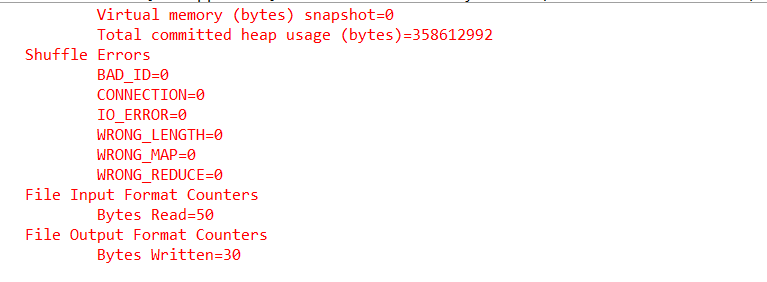 Virtual memory (bytes) snapshot=0
Total committed heap usage (bytes)=358612992
Shuffle Errors
BAD_ID=0
CONNECTION=0
IO_ERROR=0
WRONG_LENGTH=0
WRONG_MAP=0
WRONG_REDUCE=0
File Input Format Counters
Bytes Read=50
File Output Format Counters
Bytes Written=30